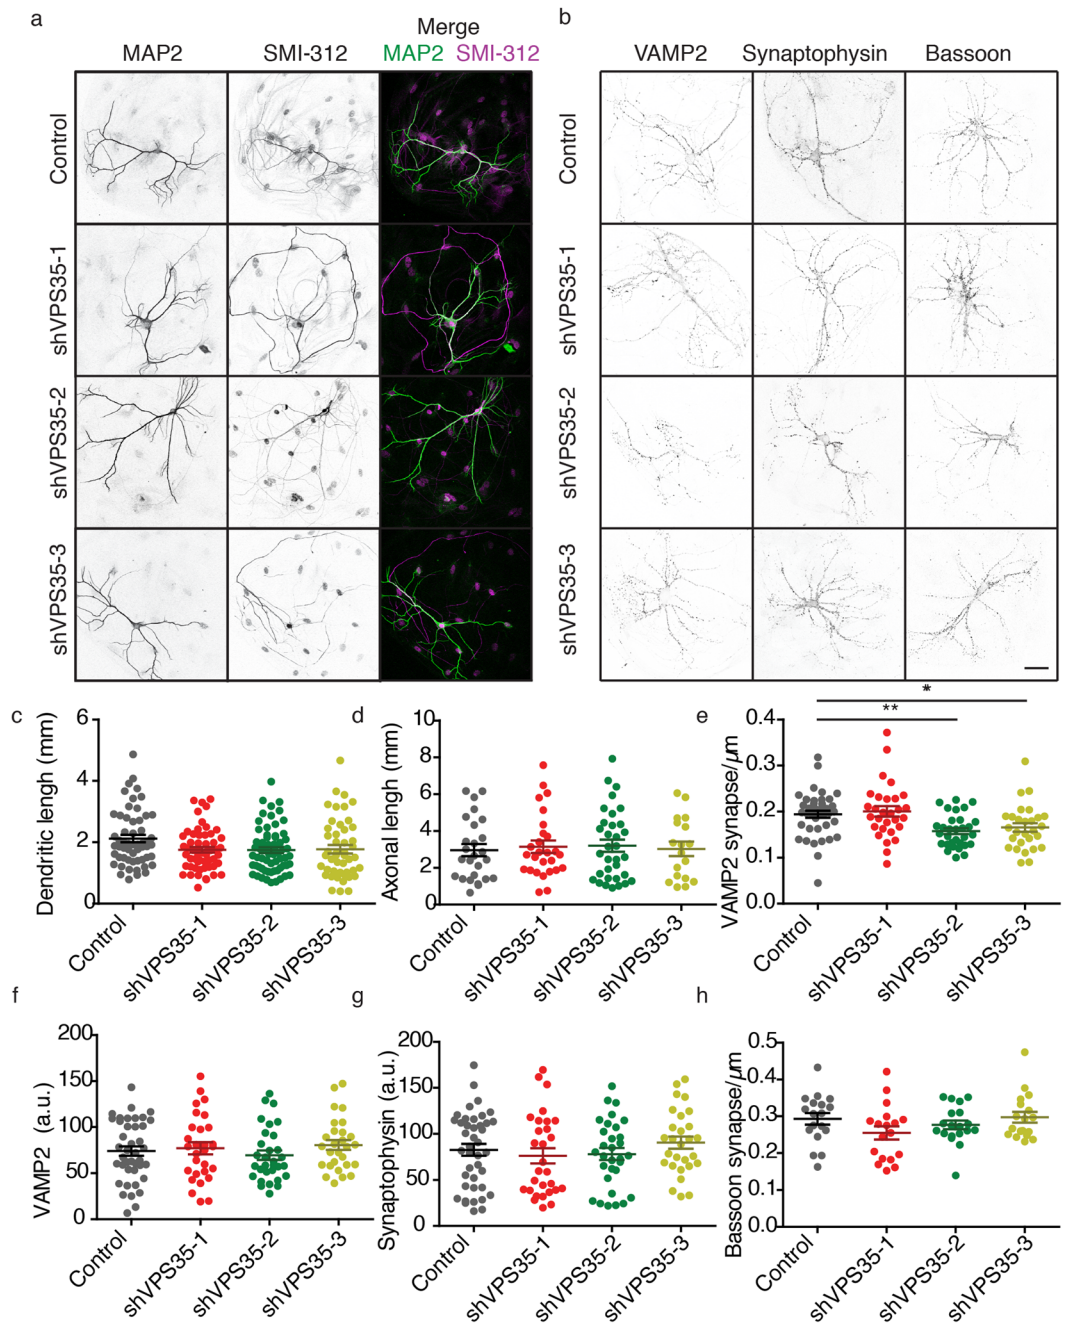 a
b
Merge
MAP2
SMI-312
MAP2 SMI-312
VAMP2
Synaptophysin
Bassoon
Control
shVPS35-1
shVPS35-2
shVPS35-3
Control
shVPS35-1
shVPS35-2
shVPS35-3
c
Dendritic lengh (mm)
6
4
2
0
Control
shVPS35-1
shVPS35-2
shVPS35-3
d
Axonal lengh (mm)
10
8
6
4
2
0
Control
shVPS35-1
shVPS35-2
shVPS35-3
e
*
**
VAMP2 synapse/µm
0.4
0.3
0.2
0.1
0.0
Control
shVPS35-1
shVPS35-2
shVPS35-3
f
VAMP2 (a.u.)
200
150
100
50
0
Control
shVPS35-1
shVPS35-2
shVPS35-3
g
Synaptophysin (a.u.)
200
150
100
50
0
Control
shVPS35-1
shVPS35-2
shVPS35-3
h
Bassoon synapse/µm
0.5
0.4
0.3
0.2
0.1
0.0
Control
shVPS35-1
shVPS35-2
shVPS35-3